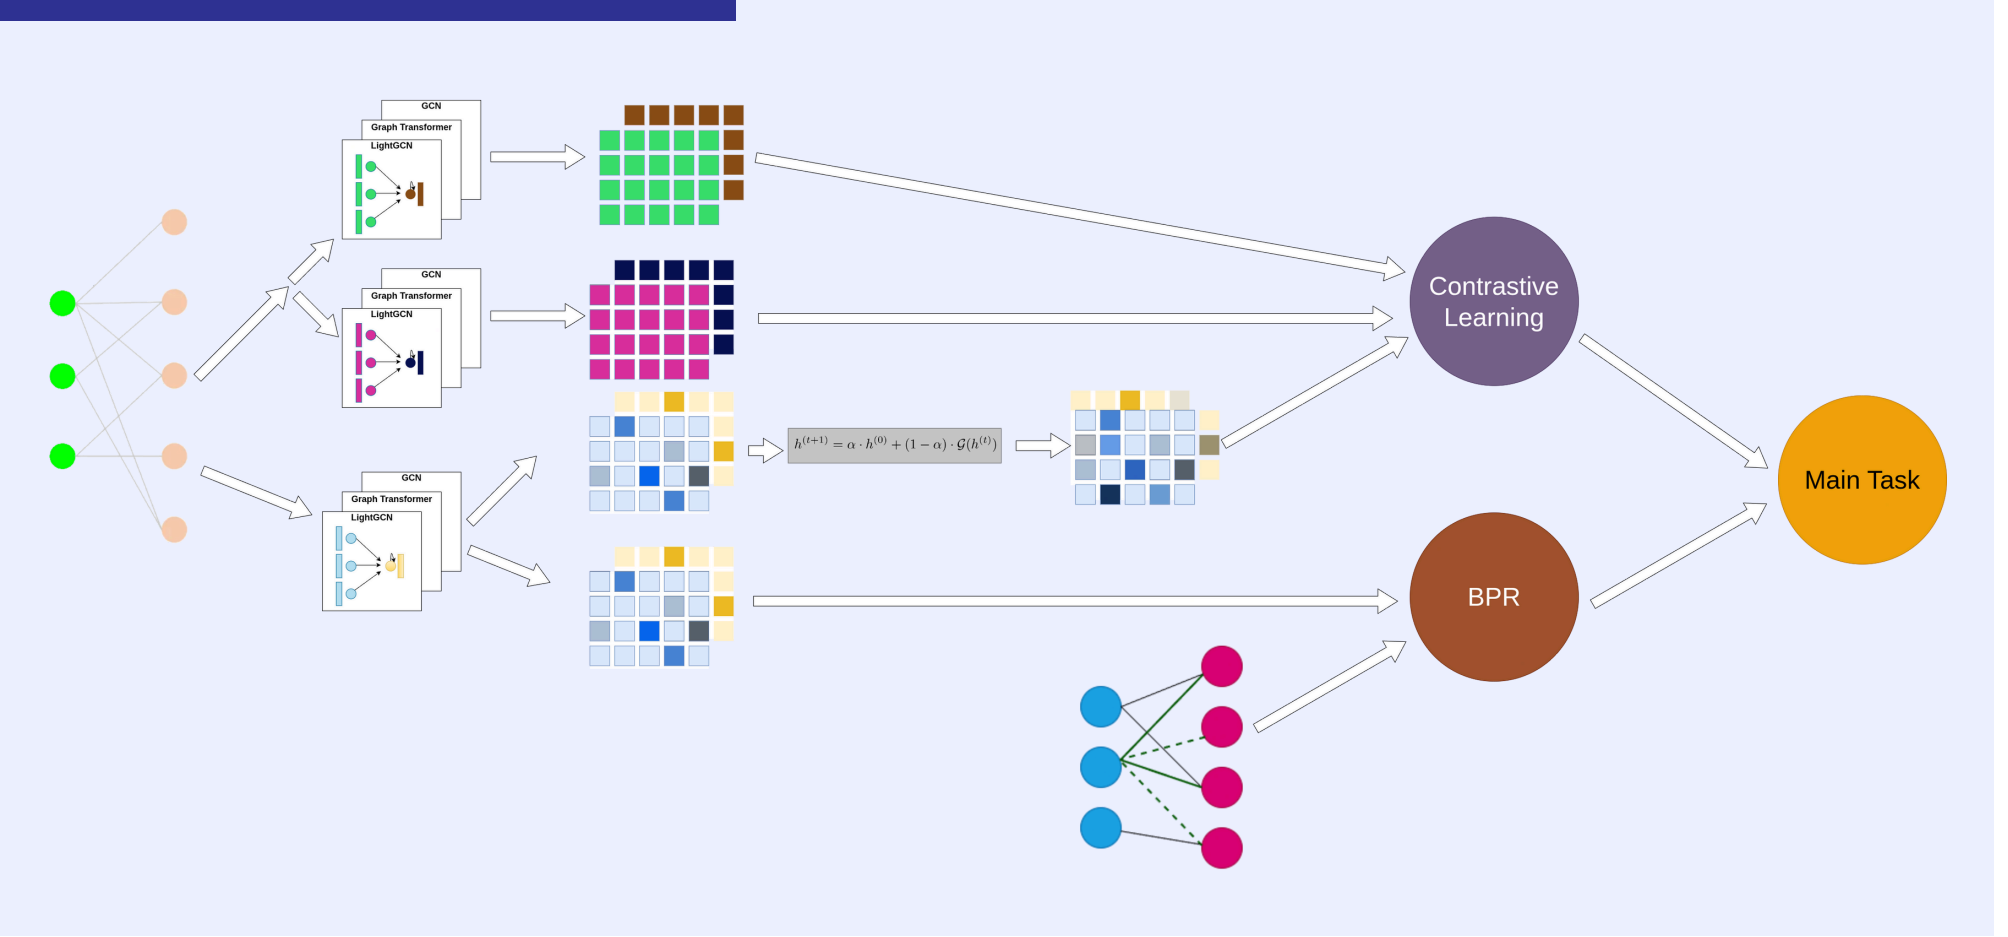 GCN
Graph Transformer
LightGCN
GCN
Graph Transformer
LightGCN
GCN
Graph Transformer
LightGCN
h^{(t+1)} = α · h^{(0)} + (1 − α) · 𝒢(h^{(t)})
Contrastive
Learning
Main Task
BPR